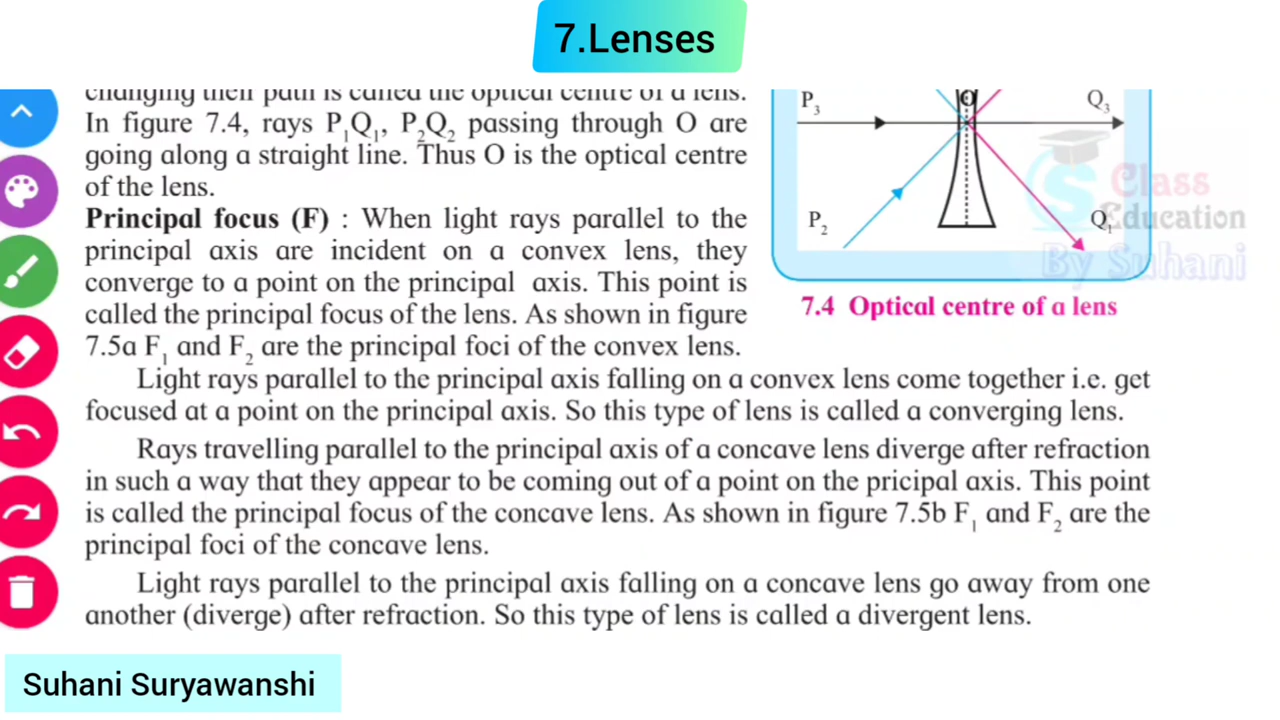 7.Lenses
changing their path is called the optical centre of a lens.
In figure 7.4, rays P₁Q₁, P₂Q₂ passing through O are
going along a straight line. Thus O is the optical centre
of the lens.
Principal focus (F) : When light rays parallel to the
principal axis are incident on a convex lens, they
converge to a point on the principal axis. This point is
called the principal focus of the lens. As shown in figure
7.5a F₁ and F₂ are the principal foci of the convex lens.
P₃
O
Q₃
P₂
Q₁
Class
Education
By Suhani
7.4 Optical centre of a lens
Light rays parallel to the principal axis falling on a convex lens come together i.e. get
focused at a point on the principal axis. So this type of lens is called a converging lens.
Rays travelling parallel to the principal axis of a concave lens diverge after refraction
in such a way that they appear to be coming out of a point on the pricipal axis. This point
is called the principal focus of the concave lens. As shown in figure 7.5b F₁ and F₂ are the
principal foci of the concave lens.
Light rays parallel to the principal axis falling on a concave lens go away from one
another (diverge) after refraction. So this type of lens is called a divergent lens.
Suhani Suryawanshi